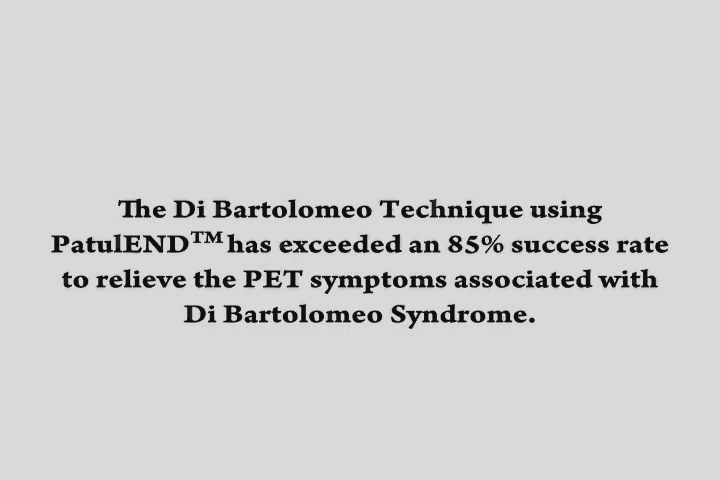 The Di Bartolomeo Technique using
PatulEND™ has exceeded an 85% success rate
to relieve the PET symptoms associated with
Di Bartolomeo Syndrome.